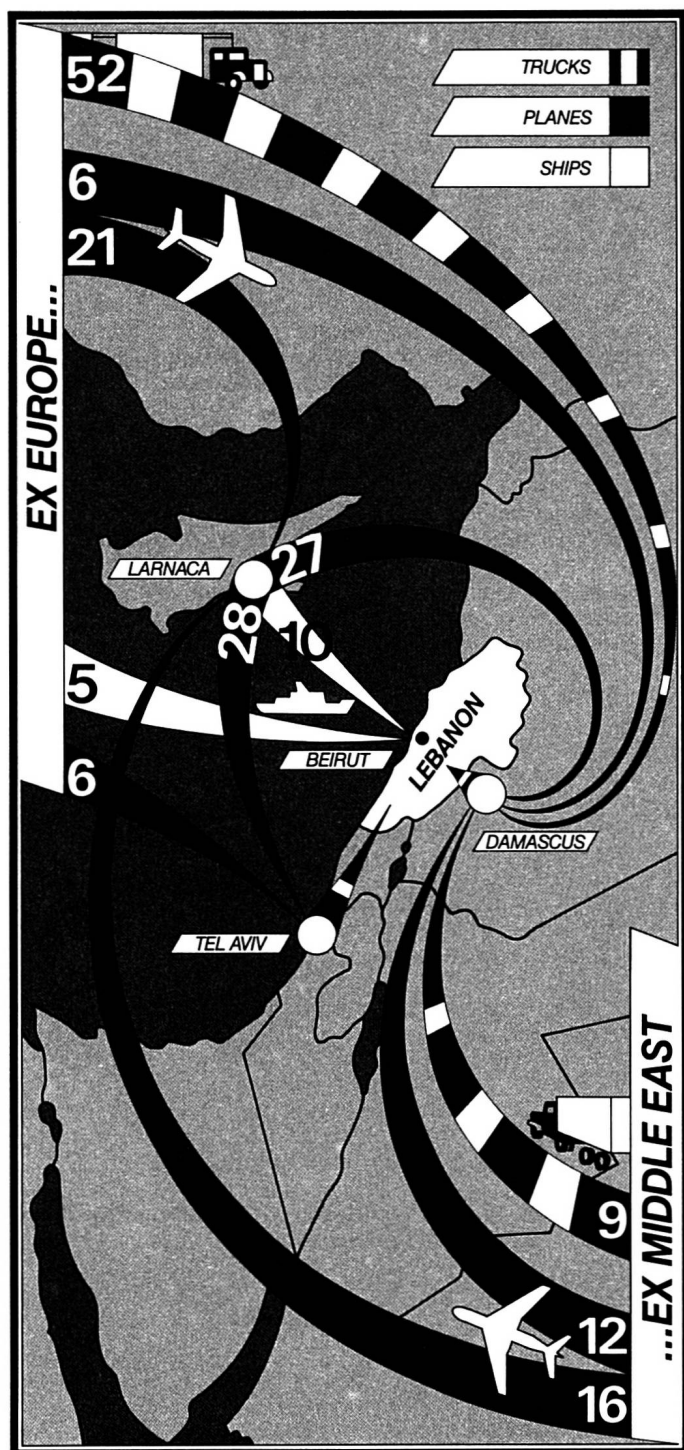 52
TRUCKS
PLANES
6
SHIPS
21
EX EUROPE...
LARNACA
27
28
10
5
LEBANON
BEIRUT
6
DAMASCUS
TEL AVIV
...EX MIDDLE EAST
9
12
16